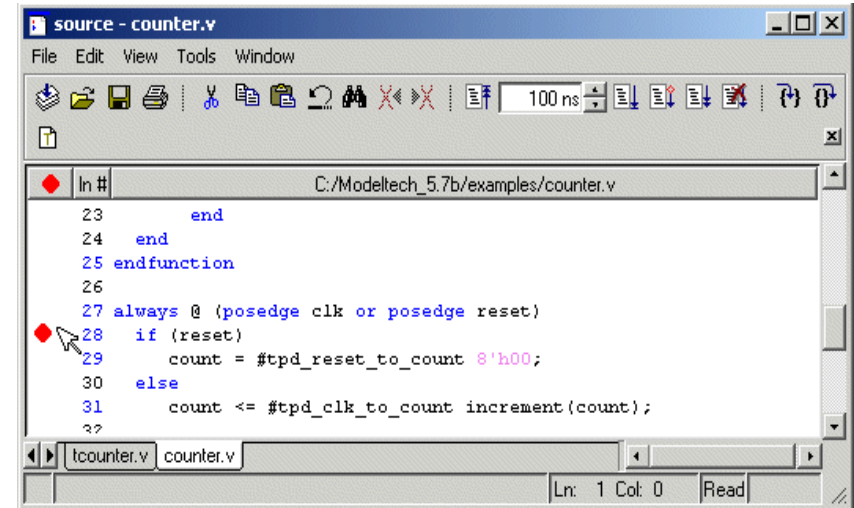 source - counter.v
File Edit View Tools Window
100 ns
ln # C:/Modeltech_5.7b/examples/counter.v
23 end
24 end
25 endfunction
26
27 always @ (posedge clk or posedge reset)
28 if (reset)
29 count = #tpd_reset_to_count 8'h00;
30 else
31 count <= #tpd_clk_to_count increment(count);
32
tcounter.v counter.v
Ln: 1 Col: 0 Read